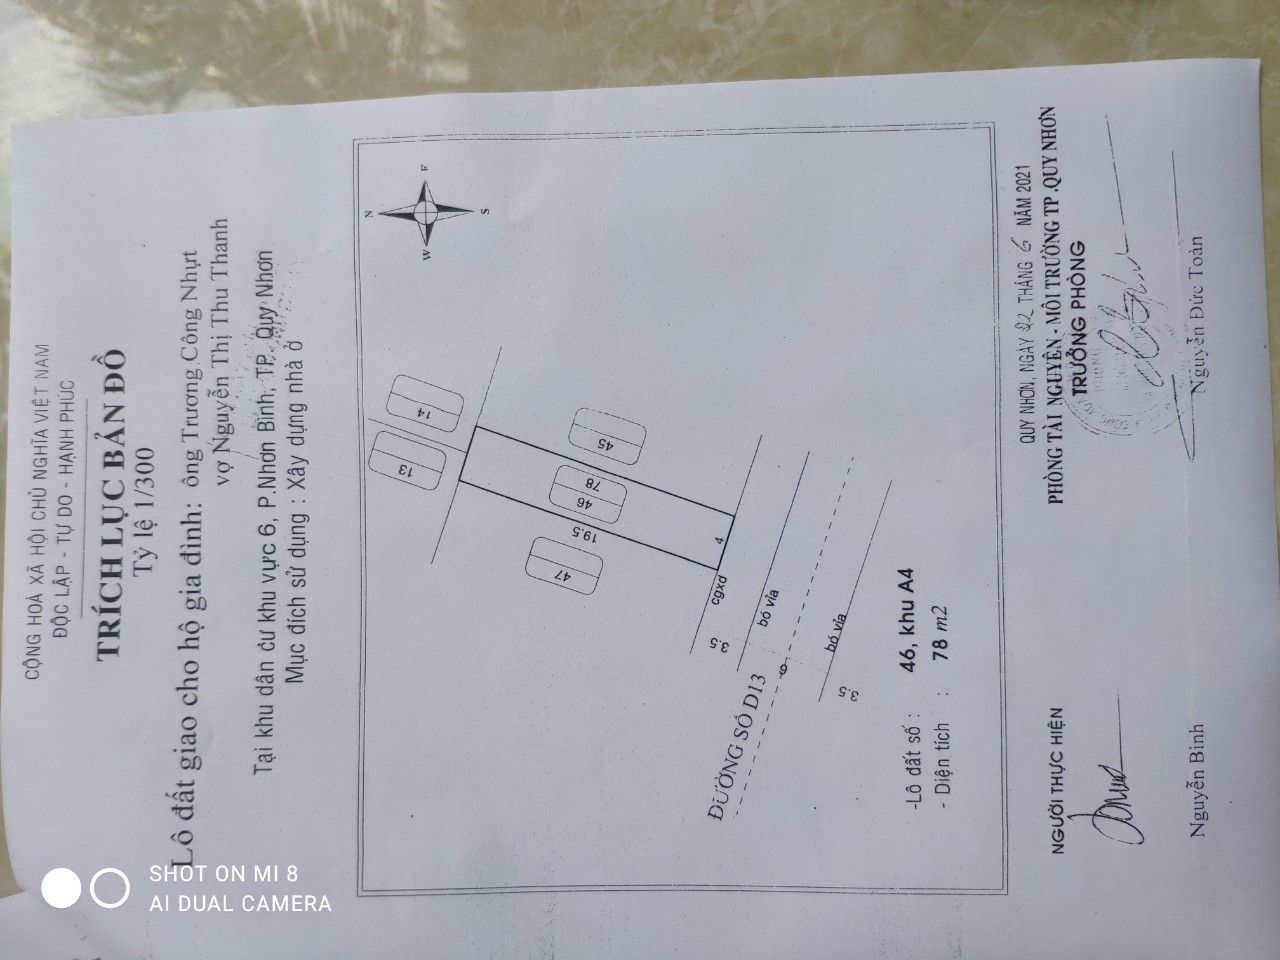 CỘNG HOÀ XÃ HỘI CHỦ NGHĨA VIỆT NAM
ĐỘC LẬP - TỰ DO - HẠNH PHÚC
TRÍCH LỤC BẢN ĐỒ
Tỷ lệ 1/300
Lô đất giao cho hộ gia đình: ông Trương Công Nhựt
vợ Nguyễn Thị Thu Thanh
Tại khu dân cư khu vực 6, P.Nhơn Bình, TP. Quy Nhơn
Mục đích sử dụng : Xây dựng nhà ở
N
W
S
13
14
47
19.5
46
78
45
4
cgxd
3.5
bó vỉa
6
bó vỉa
3.5
ĐƯỜNG SỐ D13
-Lô đất số : 46, khu A4
- Diện tích : 78 m2
QUY NHƠN, NGÀY 22 THÁNG 6 NĂM 2021
NGƯỜI THỰC HIỆN
PHÒNG TÀI NGUYÊN - MÔI TRƯỜNG TP .QUY NHƠN
TRƯỞNG PHÒNG
Nguyễn Bình
Nguyễn Đức Toàn
SHOT ON MI 8
AI DUAL CAMERA